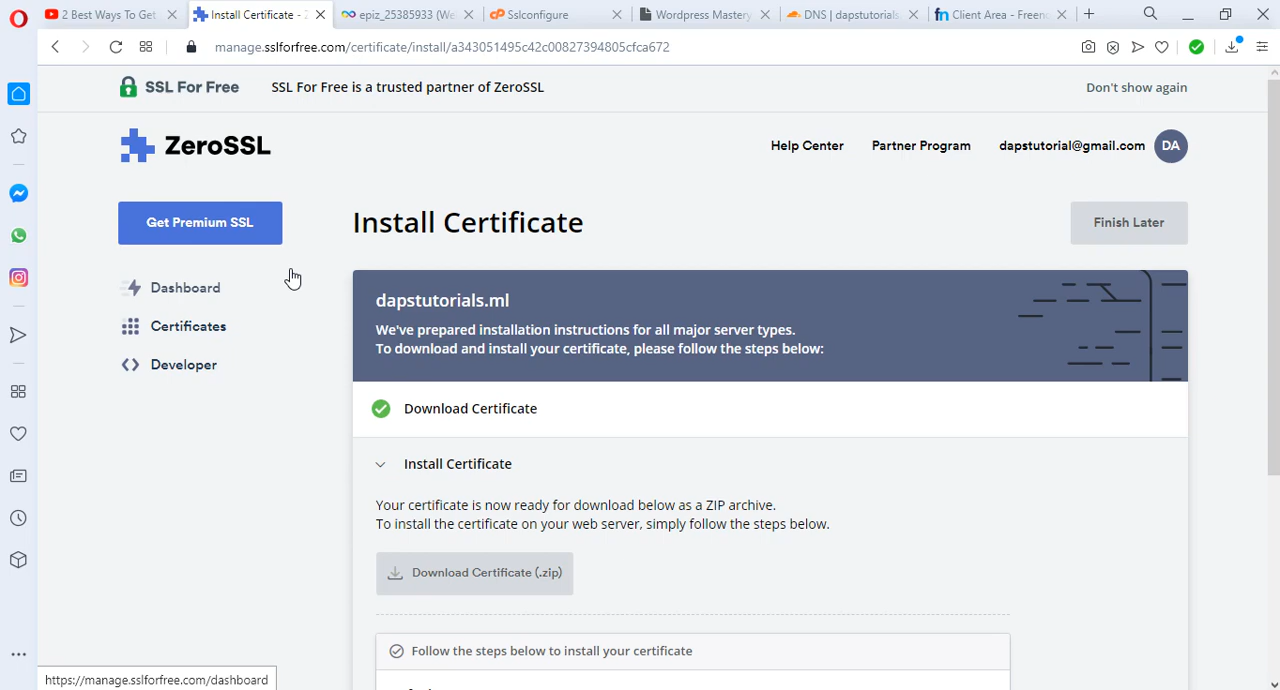 2 Best Ways To Get
Install Certificate - Z
epiz_25385933 (We
Sslconfigure
Wordpress Mastery
DNS | dapstutorials
Client Area - Freen
manage.sslforfree.com/certificate/install/a343051495c42c00827394805cfca672
SSL For Free
SSL For Free is a trusted partner of ZeroSSL
Don't show again
ZeroSSL
Help Center
Partner Program
dapstutorial@gmail.com
DA
Get Premium SSL
Install Certificate
Finish Later
Dashboard
Certificates
Developer
dapstutorials.ml
We've prepared installation instructions for all major server types.
To download and install your certificate, please follow the steps below:
Download Certificate
Install Certificate
Your certificate is now ready for download below as a ZIP archive.
To install the certificate on your web server, simply follow the steps below.
Download Certificate (.zip)
Follow the steps below to install your certificate
https://manage.sslforfree.com/dashboard